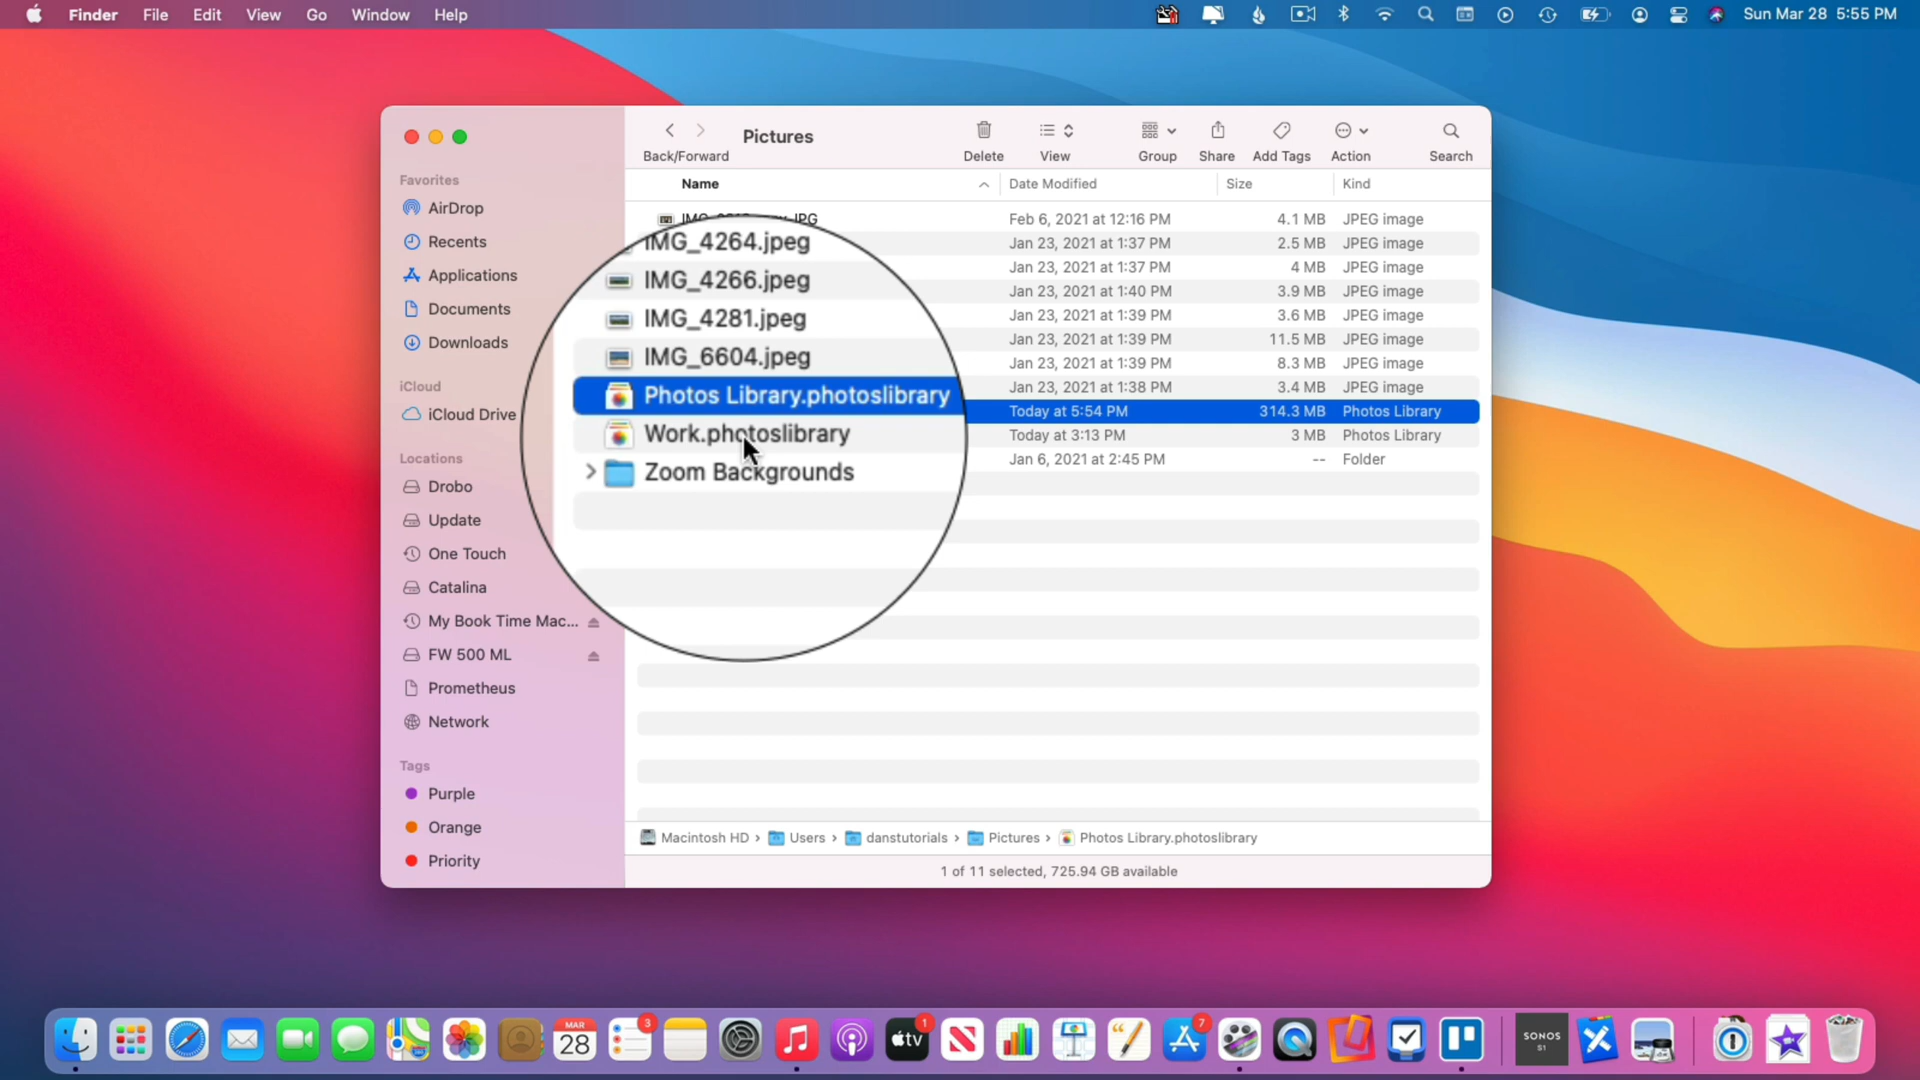 Finder File Edit View Go Window Help Sun Mar 28 5:55 PM
Pictures
Back/Forward Delete View Group Share Add Tags Action Search
Favorites
AirDrop
Recents
Applications
Documents
Downloads
iCloud
iCloud Drive
Locations
Drobo
Update
One Touch
Catalina
My Book Time Mac...
FW 500 ML
Prometheus
Network
Tags
Purple
Orange
Priority
Name Date Modified Size Kind
Feb 6, 2021 at 12:16 PM 4.1 MB JPEG image
IMG_4264.jpeg Jan 23, 2021 at 1:37 PM 2.5 MB JPEG image
Jan 23, 2021 at 1:37 PM 4 MB JPEG image
IMG_4266.jpeg Jan 23, 2021 at 1:40 PM 3.9 MB JPEG image
IMG_4281.jpeg Jan 23, 2021 at 1:39 PM 3.6 MB JPEG image
Jan 23, 2021 at 1:39 PM 11.5 MB JPEG image
IMG_6604.jpeg Jan 23, 2021 at 1:39 PM 8.3 MB JPEG image
Jan 23, 2021 at 1:38 PM 3.4 MB JPEG image
Photos Library.photoslibrary Today at 5:54 PM 314.3 MB Photos Library
Work.photoslibrary Today at 3:13 PM 3 MB Photos Library
Zoom Backgrounds Jan 6, 2021 at 2:45 PM -- Folder
Macintosh HD › Users › danstutorials › Pictures › Photos Library.photoslibrary
1 of 11 selected, 725.94 GB available
MAR
28
3
tv
1
7
SONOS
S1